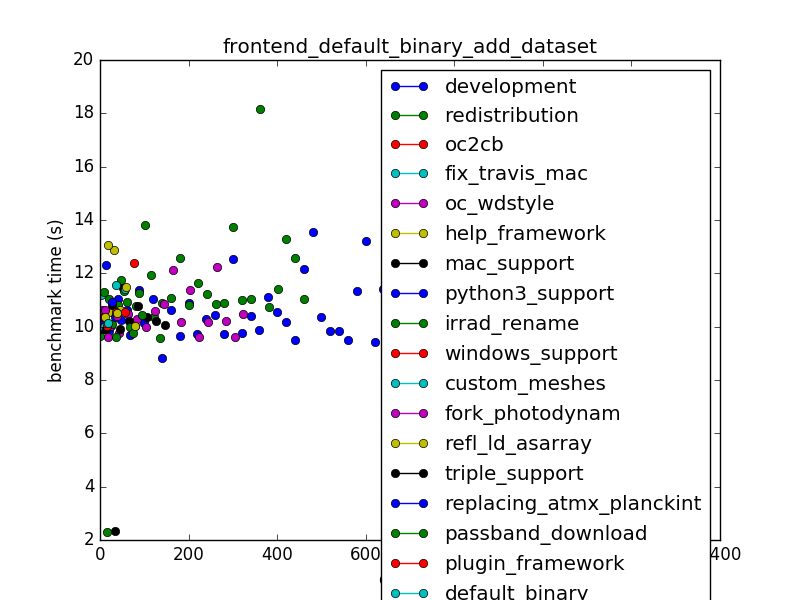 frontend_default_binary_add_dataset
benchmark time (s)
20
18
16
14
12
10
8
6
4
2
0
200
400
600
400
development
redistribution
oc2cb
fix_travis_mac
oc_wdstyle
help_framework
mac_support
python3_support
irrad_rename
windows_support
custom_meshes
fork_photodynam
refl_ld_asarray
triple_support
replacing_atmx_planckint
passband_download
plugin_framework
default_binary